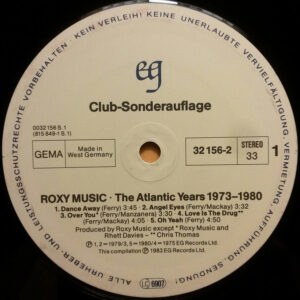 KEIN VERLEIH! KEINE UNERLAUBTE VERVIELFÄLTIGUNG, VERMIETUNG, AUFFÜHRUNG, SENDUNG!
ALLE URHEBER- UND LEISTUNGSSCHUTZRECHTE VORBEHALTEN
eg
Club-Sonderauflage
0032 156 S.1
(815 849-1 S.1)
GEMA
Made in
West Germany
32 156-2
STEREO
33
1
ROXY MUSIC · The Atlantic Years 1973–1980
1. Dance Away (Ferry) 3:45 · 2. Angel Eyes (Ferry/Mackay)
3. Over You* (Ferry/Manzanera) 3:30 · 4. Love Is The Drug**
(Ferry/Mackay) 3:32 · 5. Oh Yeah (Ferry) 4:50
Produced by Roxy Music except * Roxy Music and
Rhett Davies – ** Chris Thomas
Ⓟ 1, 2 = 1979/3, 5 = 1980/4 = 1975 EG Records Ltd.
This compilation Ⓟ 1983 EG Records Ltd.
LC 6907